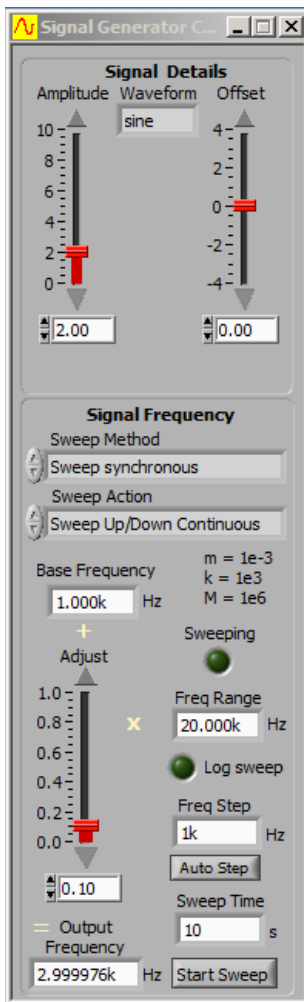 Signal Generator C...
Signal Details
Amplitude Waveform Offset
sine
10
8
6
4
2
0
4
2
0
-2
-4
2.00
0.00
Signal Frequency
Sweep Method
Sweep synchronous
Sweep Action
Sweep Up/Down Continuous
m = 1e-3
k = 1e3
M = 1e6
Base Frequency
1.000k Hz
+
Adjust
1.0
0.8
0.6
0.4
0.2
0.0
x
0.10
Sweeping
Freq Range
20.000k Hz
Log sweep
Freq Step
1k Hz
Auto Step
Sweep Time
10 s
= Output
Frequency
2.999976k Hz
Start Sweep